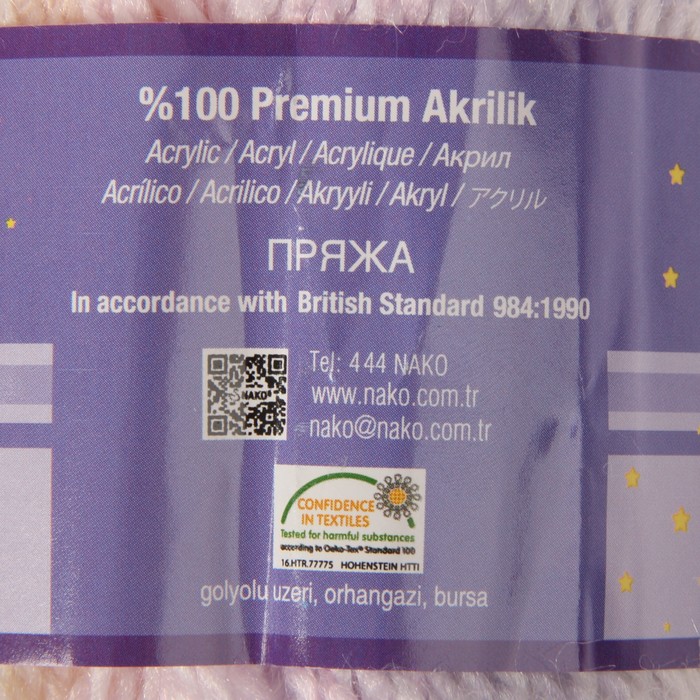 %100 Premium Akrilik
Acrylic / Acryl / Acrylique / Акрил
Acrílico / Acrilico / Akryyli / Akryl / アクリル
ПРЯЖА
In accordance with British Standard 984:1990
NAKO
Tel: 444 NAKO
www.nako.com.tr
nako@nako.com.tr
CONFIDENCE
IN TEXTILES
Tested for harmful substances
according to Oeko-Tex® Standard 100
16.HTR.77775 HOHENSTEIN HTTI
golyolu uzeri, orhangazi, bursa